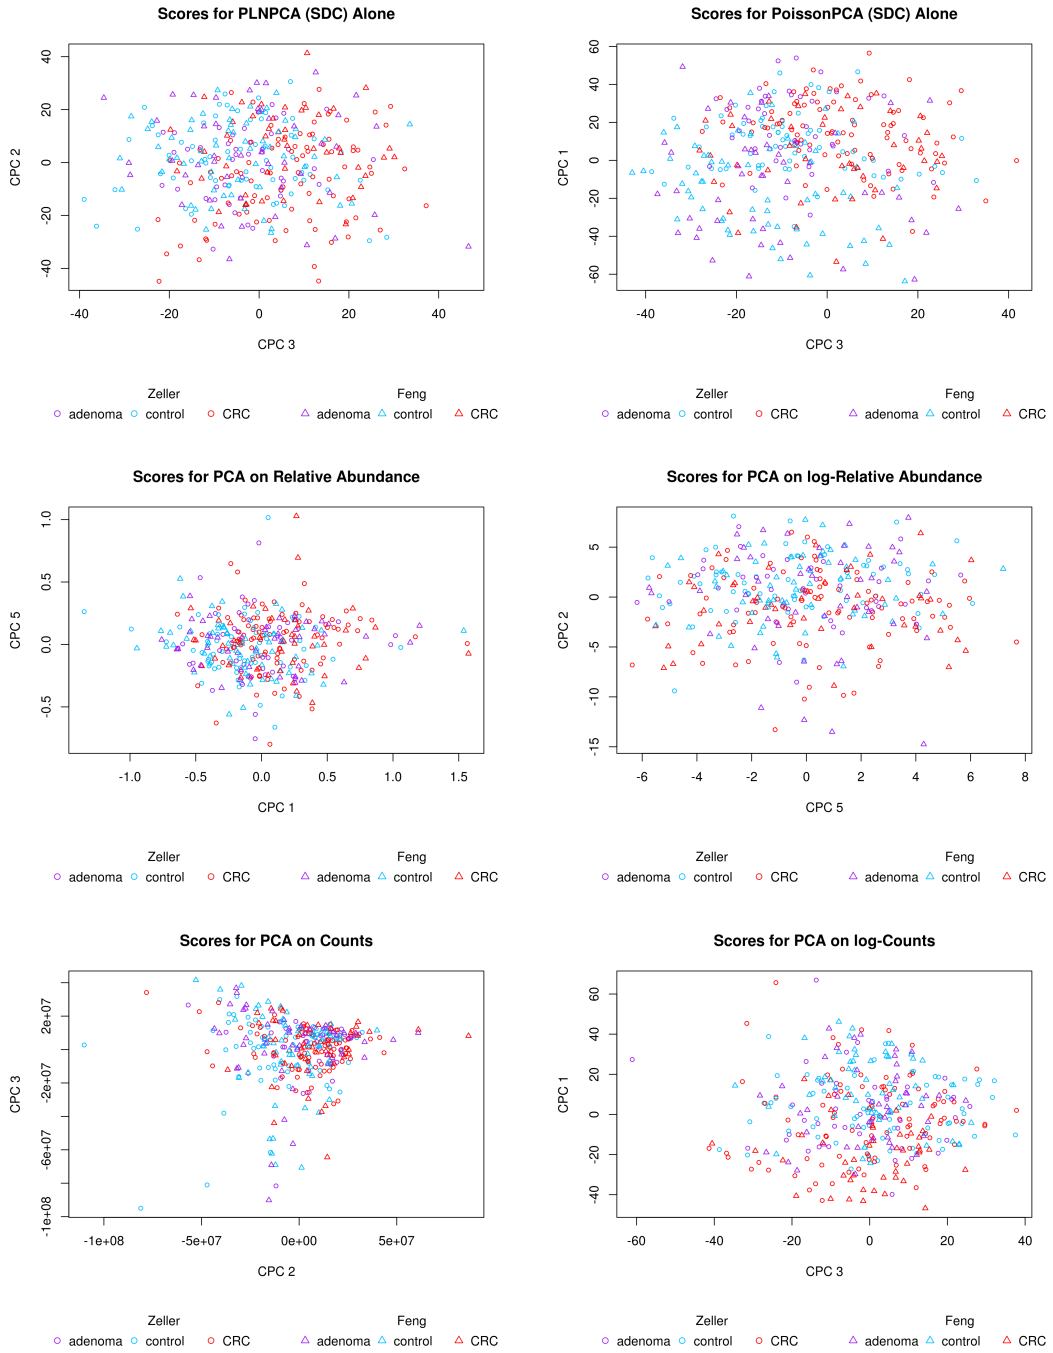 Scores for PLNPCA (SDC) Alone
CPC 2
40
20
0
-20
-40
-40 -20 0 20 40
CPC 3
Zeller Feng
adenoma control CRC adenoma control CRC
Scores for PoissonPCA (SDC) Alone
CPC 1
60
40
20
0
-20
-40
-60
-40 -20 0 20 40
CPC 3
Zeller Feng
adenoma control CRC adenoma control CRC
Scores for PCA on Relative Abundance
CPC 5
1.0
0.5
0.0
-0.5
-1.0 -0.5 0.0 0.5 1.0 1.5
CPC 1
Zeller Feng
adenoma control CRC adenoma control CRC
Scores for PCA on log-Relative Abundance
CPC 2
5
0
-5
-10
-15
-6 -4 -2 0 2 4 6 8
CPC 5
Zeller Feng
adenoma control CRC adenoma control CRC
Scores for PCA on Counts
CPC 3
2e+07
2e+07
-6e+07
-1e+08
-1e+08 -5e+07 0e+00 5e+07
CPC 2
Zeller Feng
adenoma control CRC adenoma control CRC
Scores for PCA on log-Counts
CPC 1
60
40
20
0
-20
-40
-60 -40 -20 0 20 40
CPC 3
Zeller Feng
adenoma control CRC adenoma control CRC